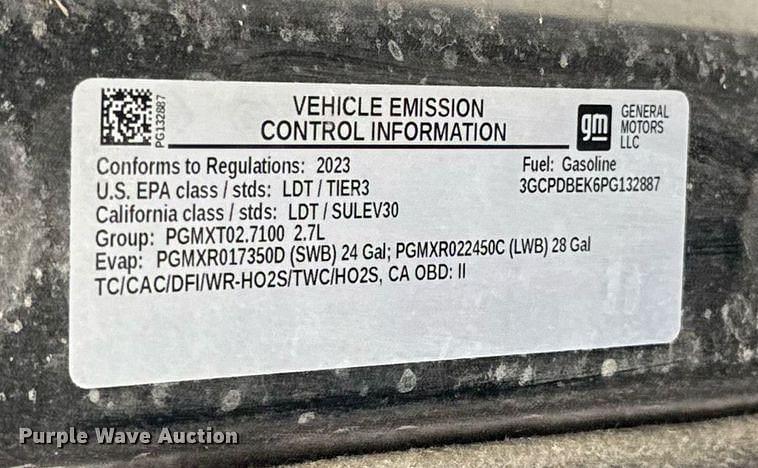 PG132887
VEHICLE EMISSION
CONTROL INFORMATION
gm
GENERAL
MOTORS
LLC
Conforms to Regulations: 2023
Fuel: Gasoline
U.S. EPA class / stds: LDT / TIER3
3GCPDBEK6PG132887
California class / stds: LDT / SULEV30
Group: PGMXT02.7100 2.7L
Evap: PGMXR017350D (SWB) 24 Gal; PGMXR022450C (LWB) 28 Gal
TC/CAC/DFI/WR-HO2S/TWC/HO2S, CA OBD: II
Purple Wave Auction